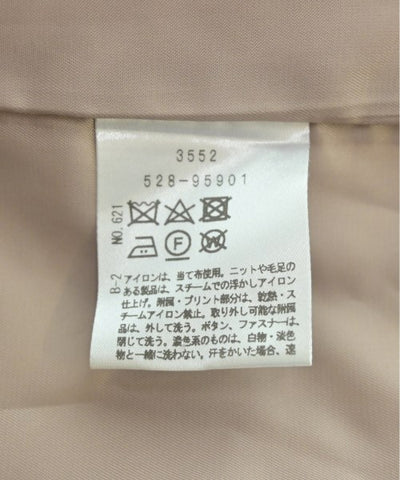 3552
528-95901
NO.621
F
W
B-2
アイロンは、当て布使用。ニットや毛足の
ある製品は、スチームでの浮かしアイロン
仕上げ。附属・プリント部分は、乾熱・ス
チームアイロン禁止。取り外し可能な附属
品は、外して洗う。ボタン、ファスナーは、
閉じて洗う。濃色系のものは、白物・淡色
物と一緒に洗わない。汗をかいた場合、速